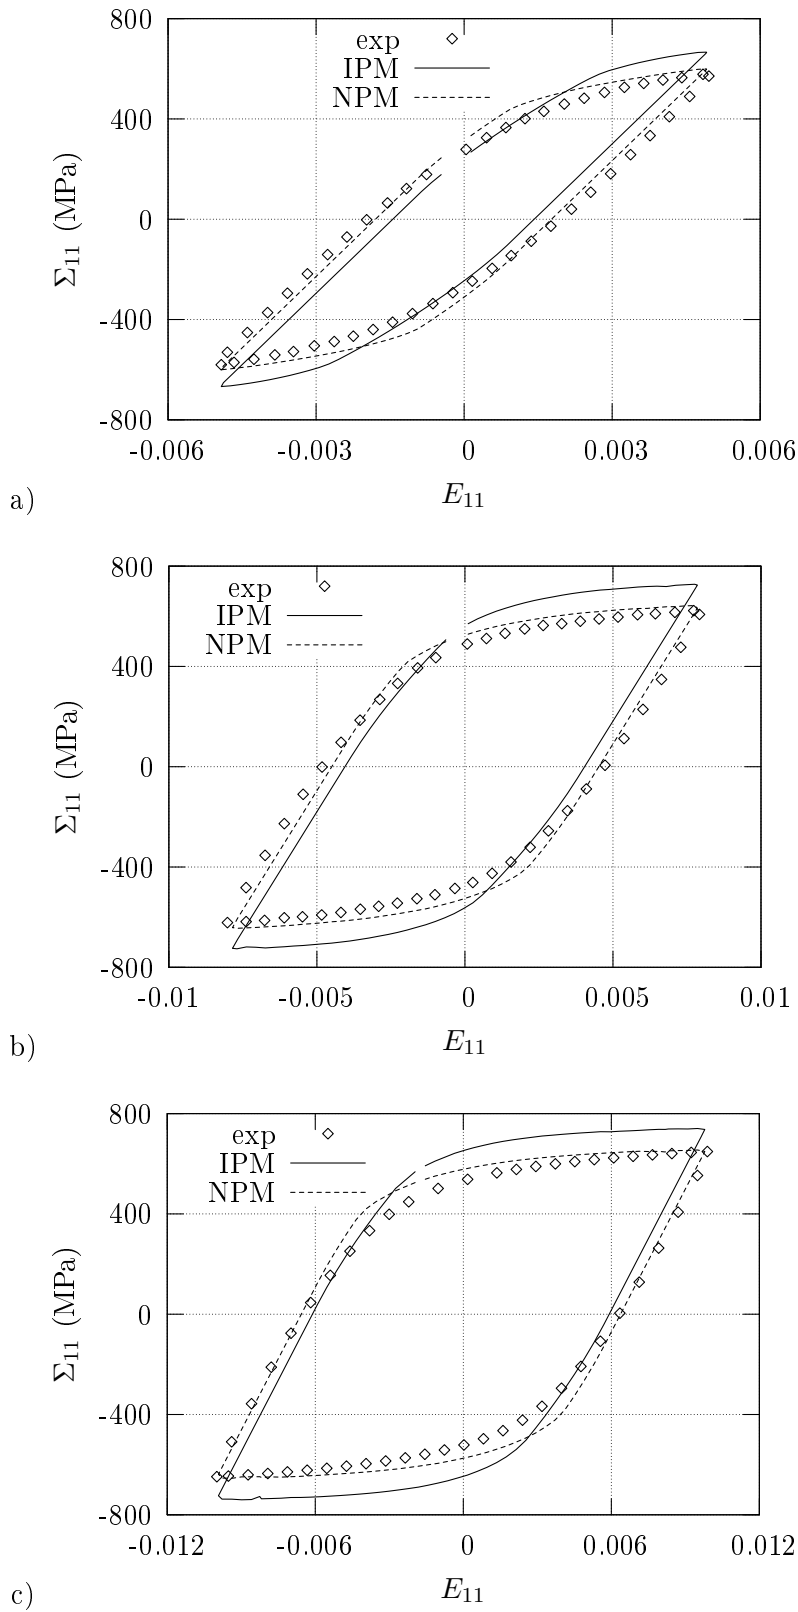 800
400
0
-400
-800
Σ11 (MPa)
exp
IPM
NPM
-0.006 -0.003 0 0.003 0.006
E11
a)
800
400
0
-400
-800
Σ11 (MPa)
exp
IPM
NPM
-0.01 -0.005 0 0.005 0.01
E11
b)
800
400
0
-400
-800
Σ11 (MPa)
exp
IPM
NPM
-0.012 -0.006 0 0.006 0.012
E11
c)